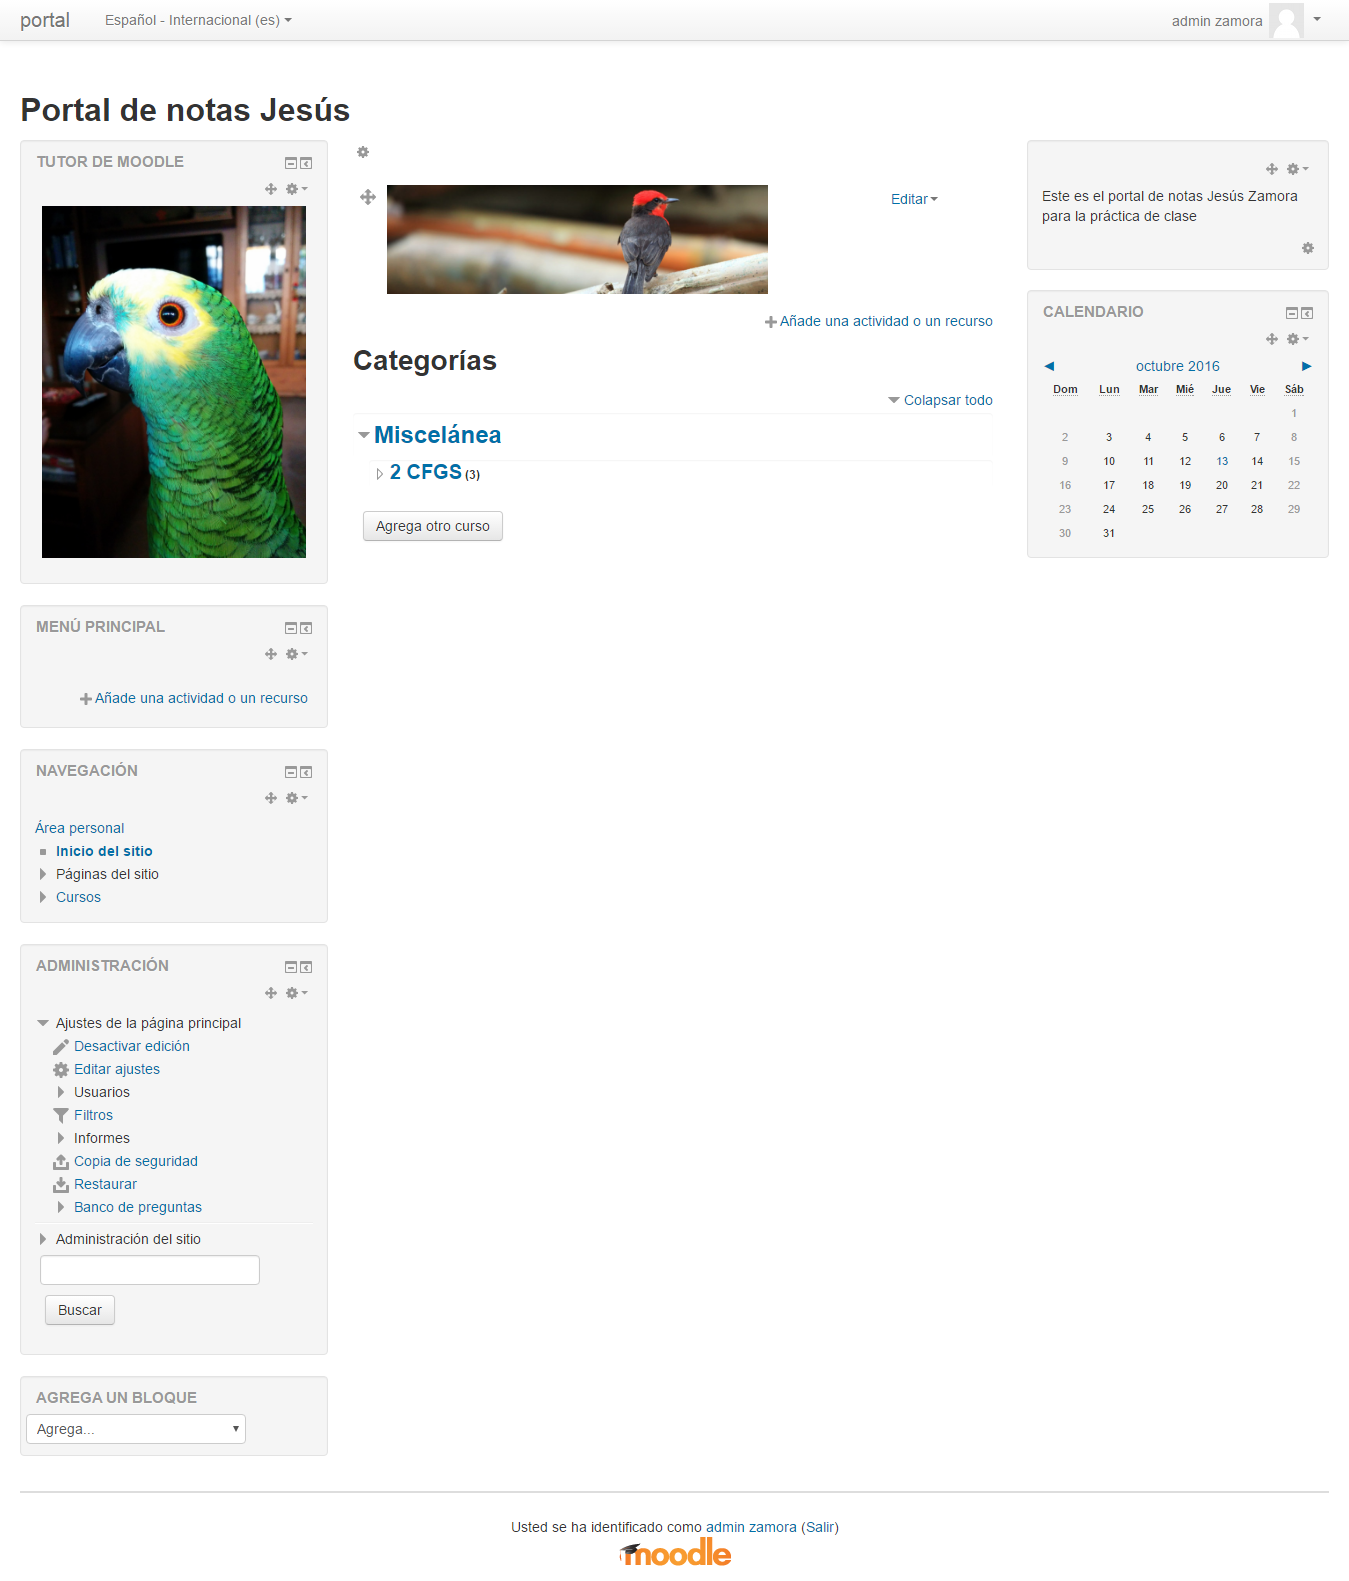 portal
Español - Internacional (es)
admin zamora
Portal de notas Jesús
TUTOR DE MOODLE
MENÚ PRINCIPAL
Añade una actividad o un recurso
NAVEGACIÓN
Área personal
Inicio del sitio
Páginas del sitio
Cursos
ADMINISTRACIÓN
Ajustes de la página principal
Desactivar edición
Editar ajustes
Usuarios
Filtros
Informes
Copia de seguridad
Restaurar
Banco de preguntas
Administración del sitio
Buscar
AGREGA UN BLOQUE
Agrega...
Editar
Añade una actividad o un recurso
Categorías
Colapsar todo
Miscelánea
2 CFGS (3)
Agrega otro curso
Este es el portal de notas Jesús Zamora
para la práctica de clase
CALENDARIO
octubre 2016
Dom Lun Mar Mié Jue Vie Sáb
1
2 3 4 5 6 7 8
9 10 11 12 13 14 15
16 17 18 19 20 21 22
23 24 25 26 27 28 29
30 31
Usted se ha identificado como admin zamora (Salir)
moodle